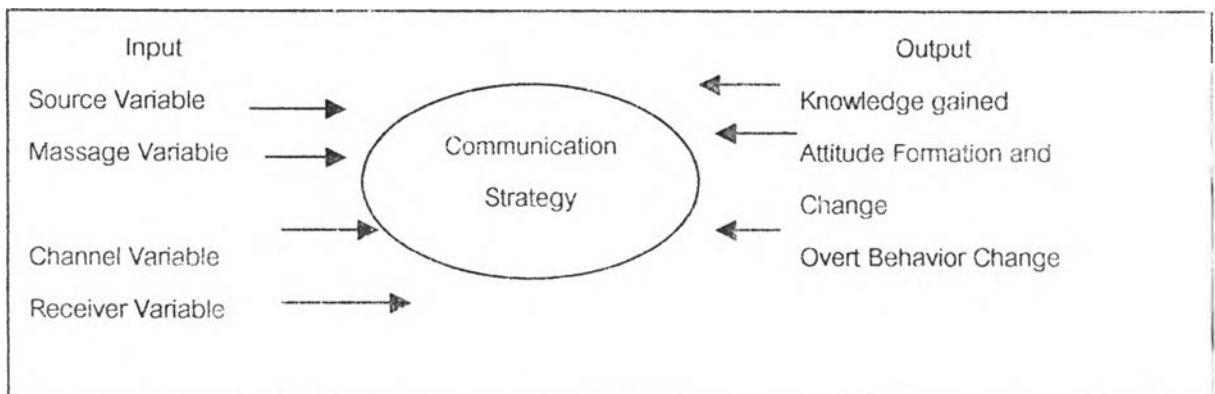 Input
Source Variable
Massage Variable
Channel Variable
Receiver Variable
Communication
Strategy
Output
Knowledge gained
Attitude Formation and
Change
Overt Behavior Change